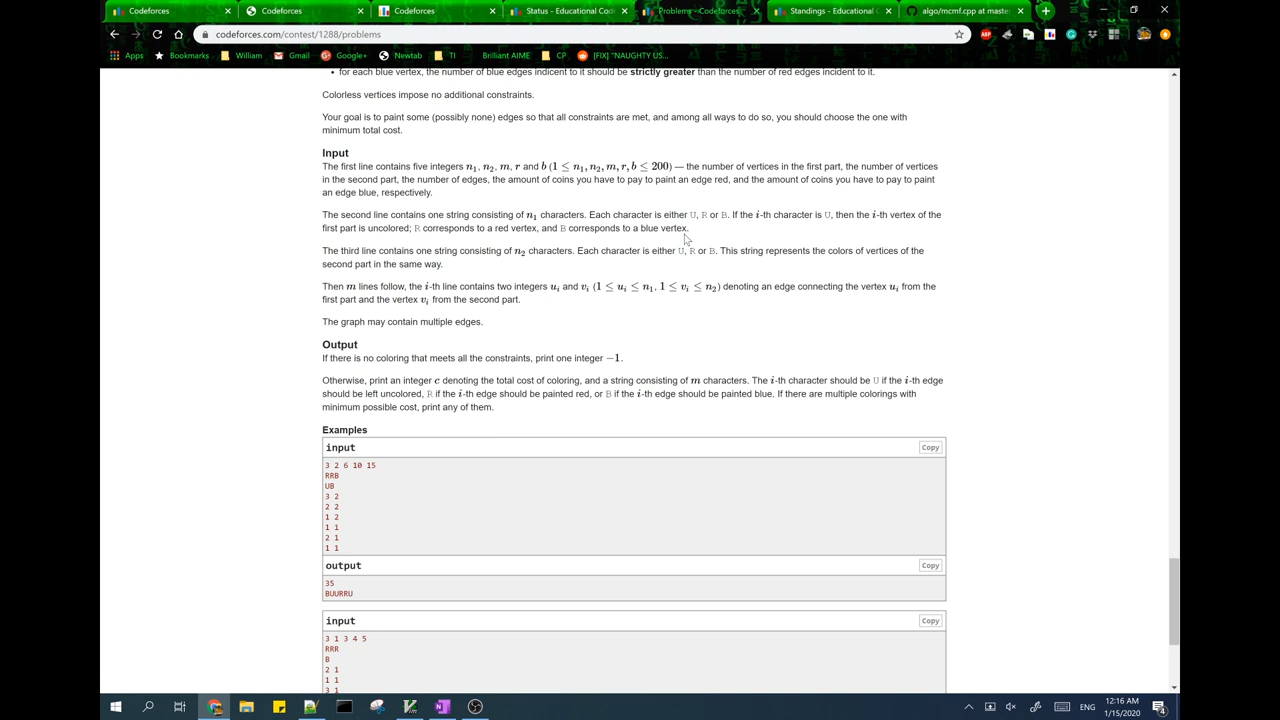 Codeforces
Codeforces
Codeforces
Status - Educational Cod
Problems - Codeforces
Standings - Educational C
algo/mcmf.cpp at master
codeforces.com/contest/1288/problems
Apps
Bookmarks
William
Gmail
Google+
Newtab
TI
Brilliant AIME
CP
[FIX] "NAUGHTY US...
• for each blue vertex, the number of blue edges indicent to it should be strictly greater than the number of red edges incident to it.
Colorless vertices impose no additional constraints.
Your goal is to paint some (possibly none) edges so that all constraints are met, and among all ways to do so, you should choose the one with
minimum total cost.
Input
The first line contains five integers n1, n2, m, r and b (1 ≤ n1, n2, m, r, b ≤ 200) — the number of vertices in the first part, the number of vertices
in the second part, the number of edges, the amount of coins you have to pay to paint an edge red, and the amount of coins you have to pay to paint
an edge blue, respectively.
The second line contains one string consisting of n1 characters. Each character is either U, R or B. If the i-th character is U, then the i-th vertex of the
first part is uncolored; R corresponds to a red vertex, and B corresponds to a blue vertex.
The third line contains one string consisting of n2 characters. Each character is either U, R or B. This string represents the colors of vertices of the
second part in the same way.
Then m lines follow, the i-th line contains two integers ui and vi (1 ≤ ui ≤ n1, 1 ≤ vi ≤ n2) denoting an edge connecting the vertex ui from the
first part and the vertex vi from the second part.
The graph may contain multiple edges.
Output
If there is no coloring that meets all the constraints, print one integer −1.
Otherwise, print an integer c denoting the total cost of coloring, and a string consisting of m characters. The i-th character should be U if the i-th edge
should be left uncolored, R if the i-th edge should be painted red, or B if the i-th edge should be painted blue. If there are multiple colorings with
minimum possible cost, print any of them.
Examples
input
Copy
3 2 6 10 15
RRB
UB
3 2
2 2
1 2
1 1
2 1
1 1
output
Copy
35
BUURRU
input
Copy
3 1 3 4 5
RRR
B
2 1
1 1
3 1
ENG
12:16 AM
1/15/2020